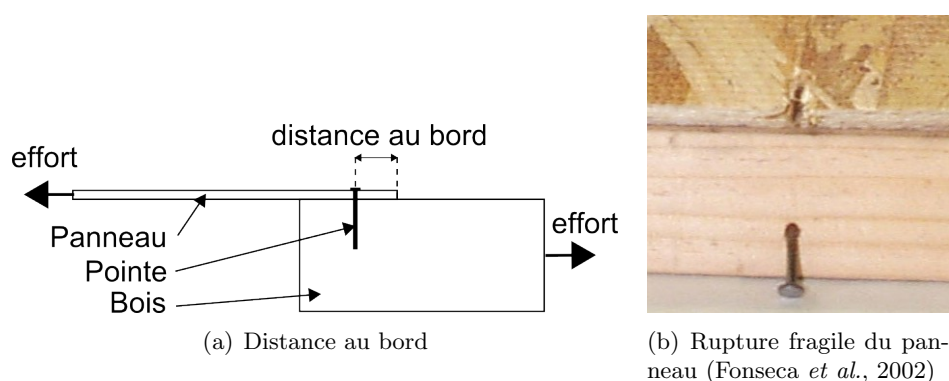 distance au bord
effort
effort
Panneau
Pointe
Bois
(a) Distance au bord
(b) Rupture fragile du pan-
neau (Fonseca et al., 2002)